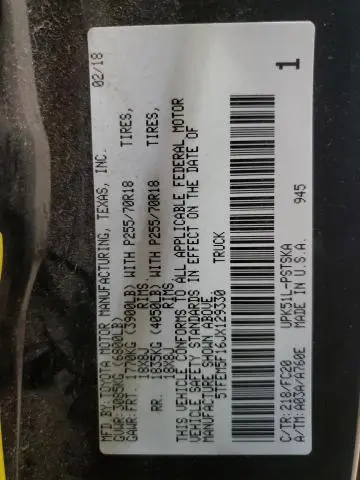 MFD. BY: TOYOTA MOTOR MANUFACTURING, TEXAS, INC. 02/18
GVWR: 3085KG (6800LB)
GAWR: FRT. 1770KG (3900LB) WITH P255/70R18 TIRES,
18X8J RIMS
RR. 1835KG (4050LB) WITH P255/70R18 TIRES,
18X8J RIMS
THIS VEHICLE CONFORMS TO ALL APPLICABLE FEDERAL MOTOR
VEHICLE SAFETY STANDARDS IN EFFECT ON THE DATE OF
MANUFACTURE SHOWN ABOVE.
5TFEM5F16JX129330 TRUCK
C/TR: 218/FC20 UPK51L-PSTSKA 945
A/TM: A03A/A760E MADE IN U.S.A. 1